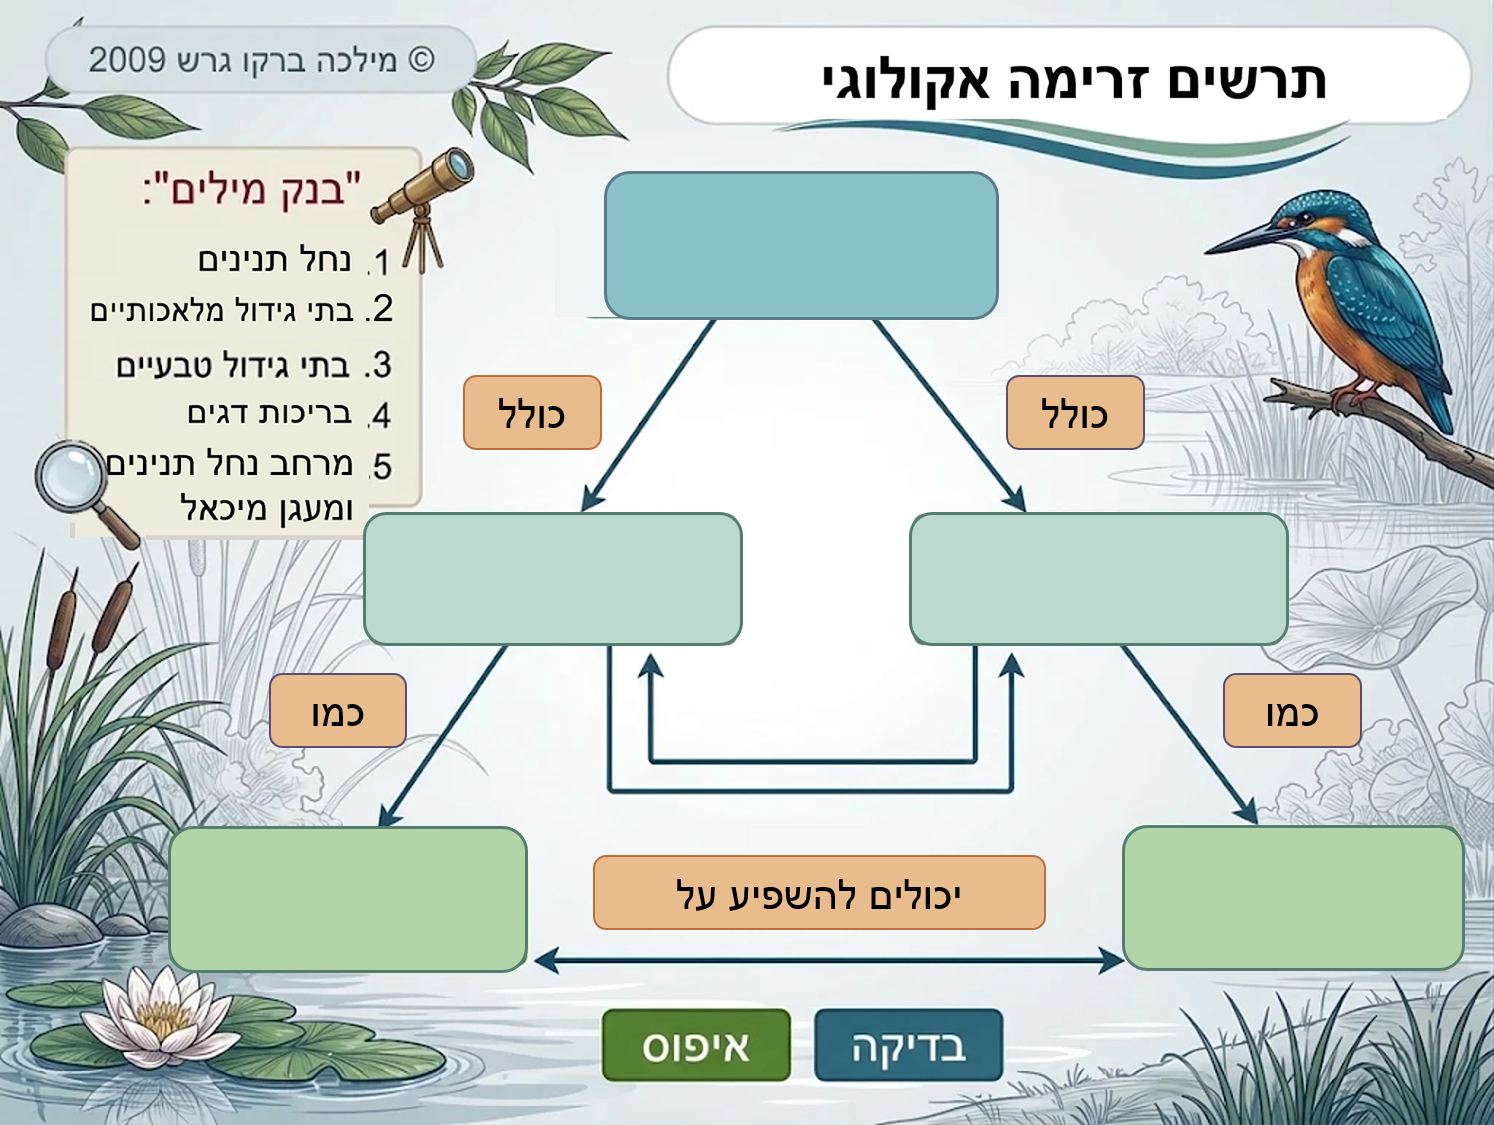 תרשים זרימה אקולוגי
© מילכה ברקו גרש 2009
"בנק מילים":
1. נחל תנינים
2. בתי גידול מלאכותיים
3. בתי גידול טבעיים
4. בריכות דגים
5. מרחב נחל תנינים
ומעגן מיכאל
כולל
כולל
כמו
כמו
יכולים להשפיע על
בדיקה
איפוס